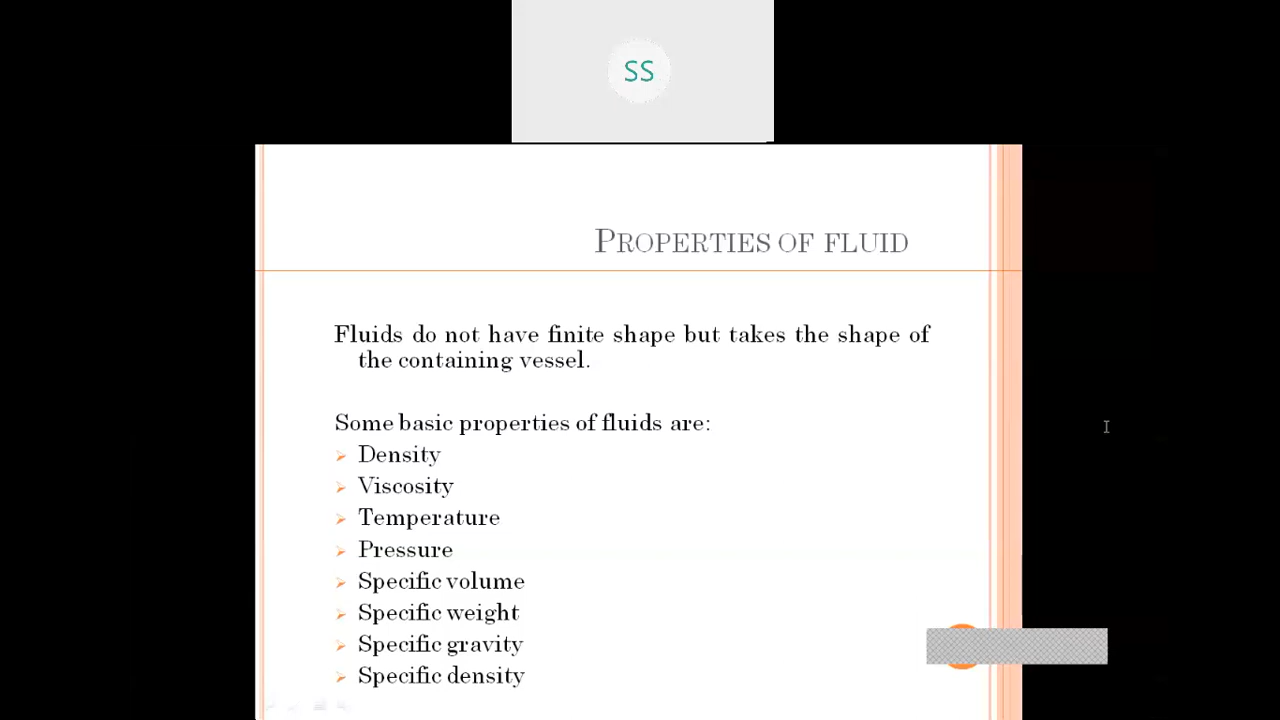 SS
PROPERTIES OF FLUID
Fluids do not have finite shape but takes the shape of
the containing vessel.
Some basic properties of fluids are:
Density
Viscosity
Temperature
Pressure
Specific volume
Specific weight
Specific gravity
Specific density